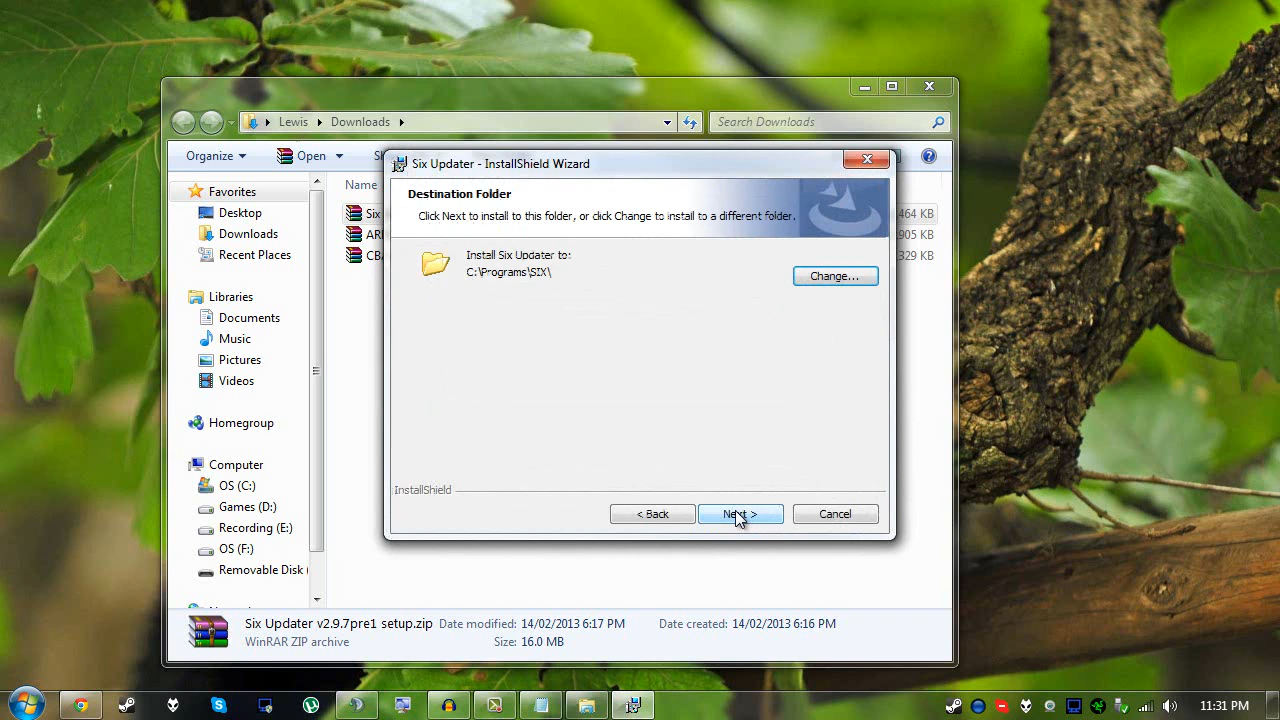 Lewis Downloads
Search Downloads
Organize Open
Six Updater - InstallShield Wizard
Destination Folder
Click Next to install to this folder, or click Change to install to a different folder.
Install Six Updater to:
C:\Programs\SIX\
Change...
InstallShield
< Back Next > Cancel
Name
Six
464 KB
905 KB
329 KB
Favorites
Desktop
Downloads
Recent Places
Libraries
Documents
Music
Pictures
Videos
Homegroup
Computer
OS (C:)
Games (D:)
Recording (E:)
OS (F:)
Removable Disk
Six Updater v2.9.7pre1 setup.zip Date modified: 14/02/2013 6:17 PM Date created: 14/02/2013 6:16 PM
WinRAR ZIP archive Size: 16.0 MB
11:31 PM